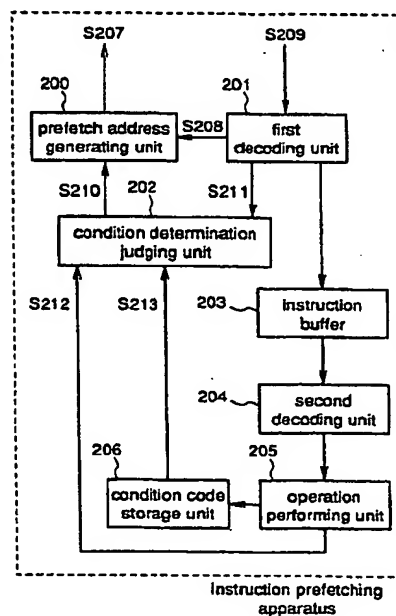 S207
S209
200
201
prefetch address
generating unit
S208
first
decoding unit
S210
202
S211
condition determination
judging unit
S212
S213
203
instruction
buffer
204
second
decoding unit
206
205
condition code
storage unit
operation
performing unit
Instruction prefetching
apparatus